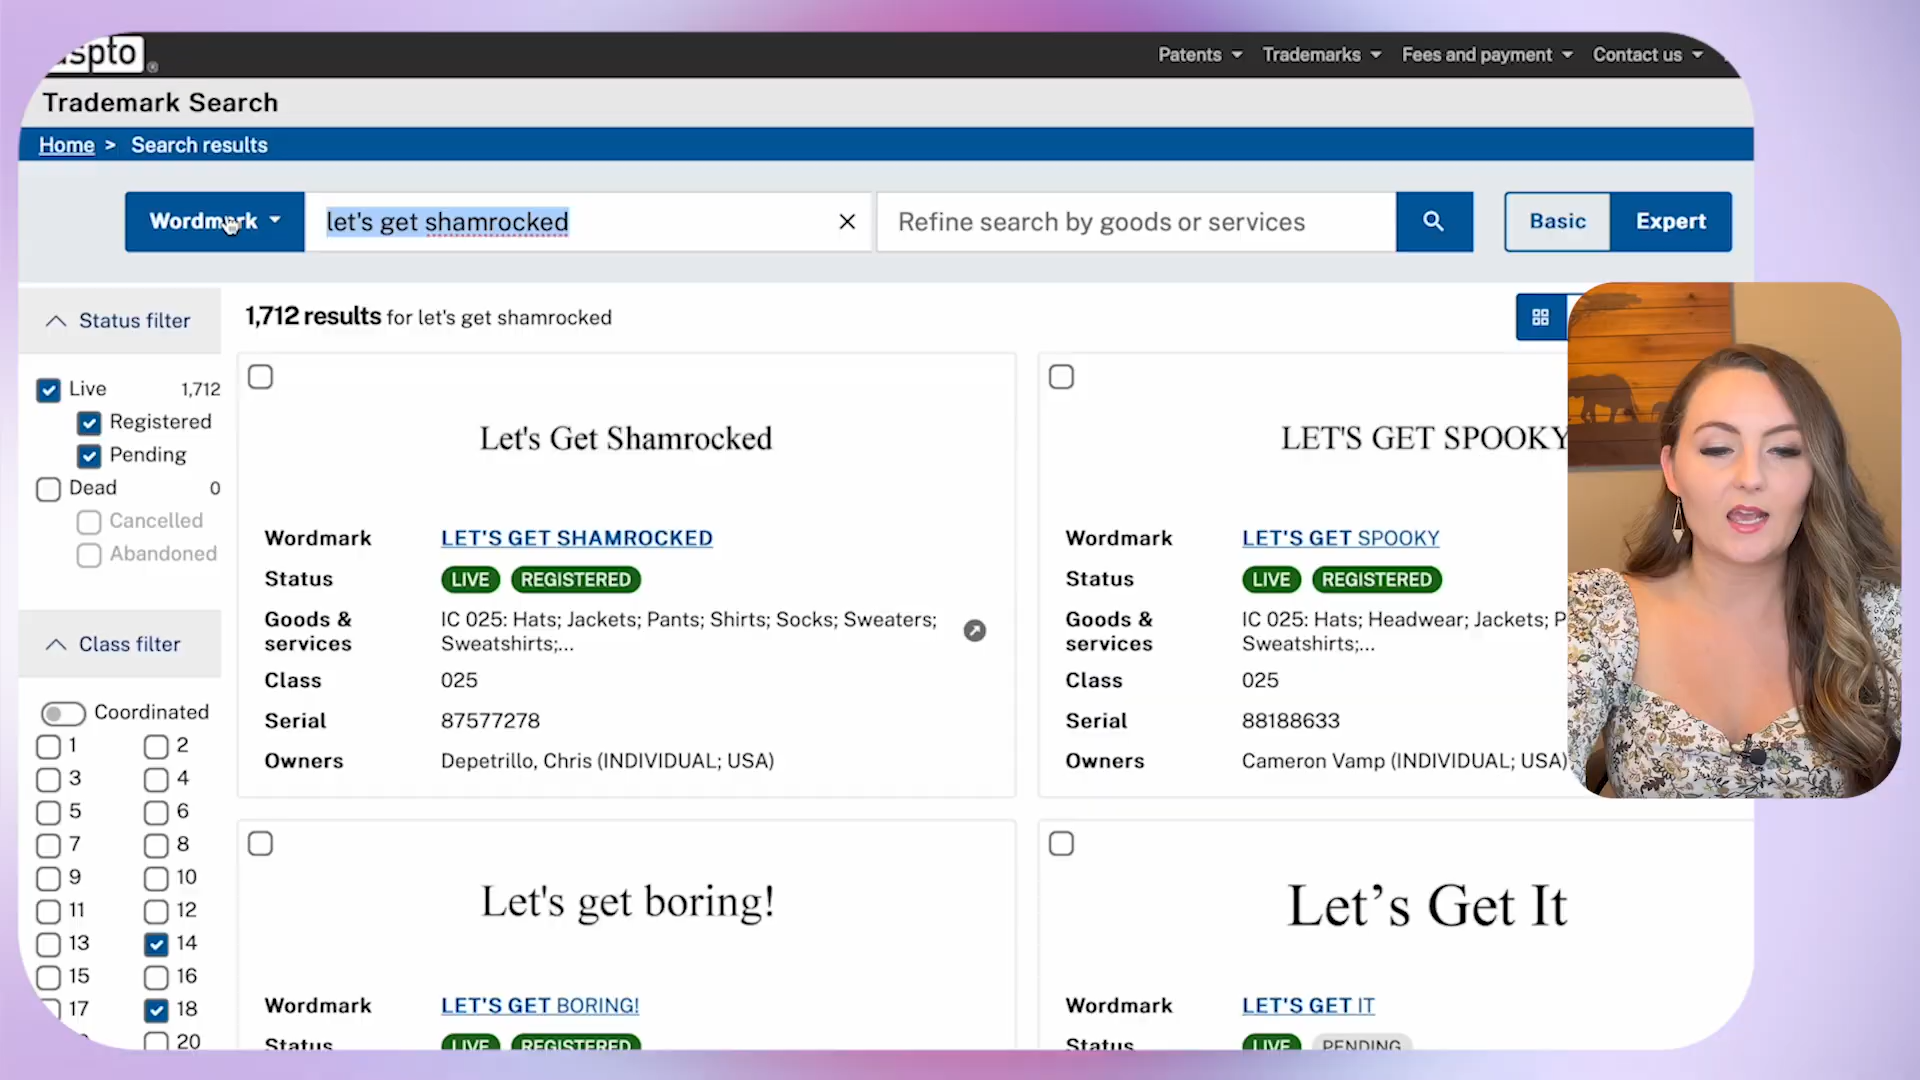 uspto
Patents
Trademarks
Fees and payment
Contact us
Trademark Search
Home > Search results
Wordmark
let's get shamrocked
Refine search by goods or services
Basic
Expert
Status filter
1,712 results for let's get shamrocked
Live 1,712
Registered
Pending
Dead 0
Cancelled
Abandoned
Class filter
Coordinated
1 2
3 4
5 6
7 8
9 10
11 12
13 14
15 16
17 18
20
Let's Get Shamrocked
Wordmark LET'S GET SHAMROCKED
Status LIVE REGISTERED
Goods & services IC 025: Hats; Jackets; Pants; Shirts; Socks; Sweaters;
Sweatshirts;...
Class 025
Serial 87577278
Owners Depetrillo, Chris (INDIVIDUAL; USA)
LET'S GET SPOOKY
Wordmark LET'S GET SPOOKY
Status LIVE REGISTERED
Goods & services IC 025: Hats; Headwear; Jackets; P
Sweatshirts;...
Class 025
Serial 88188633
Owners Cameron Vamp (INDIVIDUAL; USA)
Let's get boring!
Wordmark LET'S GET BORING!
Status LIVE REGISTERED
Let’s Get It
Wordmark LET'S GET IT
Status LIVE PENDING